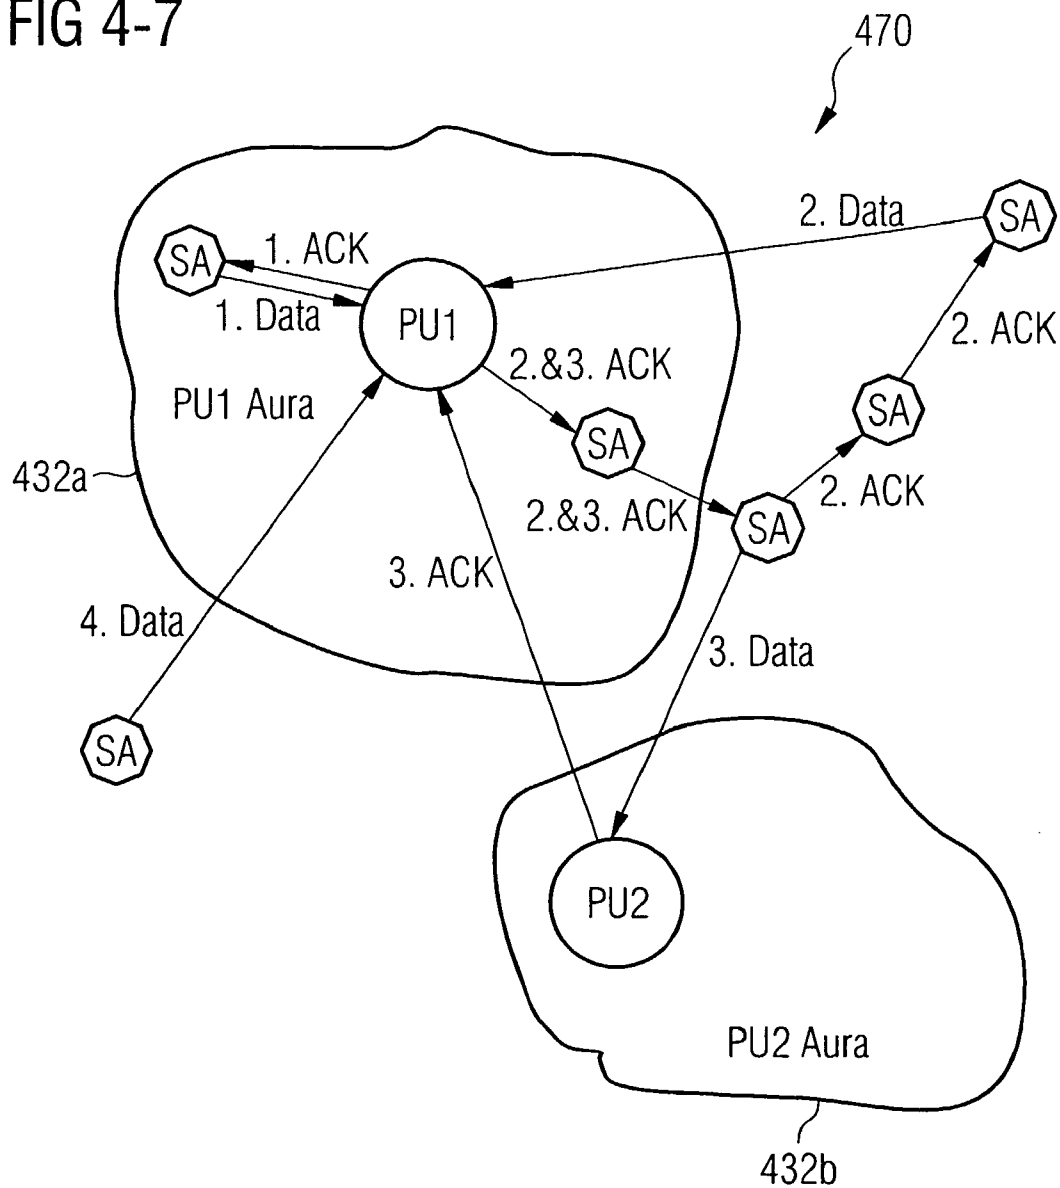 FIG 4-7
470
2. Data
SA
SA
1. ACK
1. Data
PU1
2. ACK
2.&3. ACK
PU1 Aura
SA
SA
432a
2. ACK
2.&3. ACK
SA
3. ACK
4. Data
3. Data
SA
PU2
PU2 Aura
432b